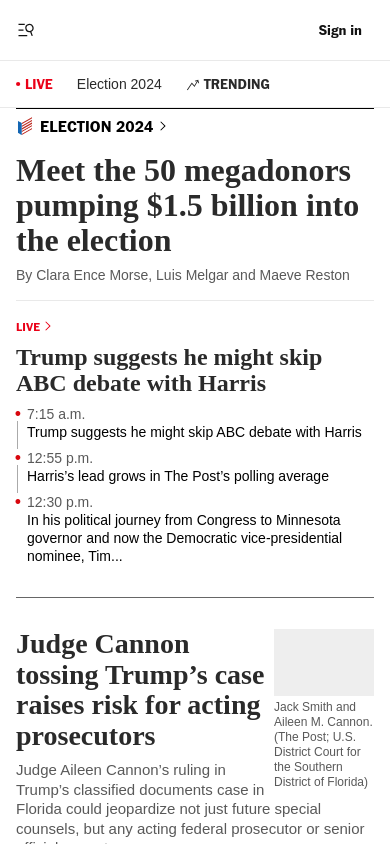 Sign in
LIVE
Election 2024
TRENDING
ELECTION 2024
Meet the 50 megadonors
pumping $1.5 billion into
the election
By Clara Ence Morse, Luis Melgar and Maeve Reston
LIVE
Trump suggests he might skip
ABC debate with Harris
7:15 a.m.
Trump suggests he might skip ABC debate with Harris
12:55 p.m.
Harris’s lead grows in The Post’s polling average
12:30 p.m.
In his political journey from Congress to Minnesota
governor and now the Democratic vice-presidential
nominee, Tim...
Judge Cannon
tossing Trump’s case
raises risk for acting
prosecutors
Jack Smith and
Aileen M. Cannon.
(The Post; U.S.
District Court for
the Southern
District of Florida)
Judge Aileen Cannon’s ruling in
Trump’s classified documents case in
Florida could jeopardize not just future special
counsels, but any acting federal prosecutor or senior